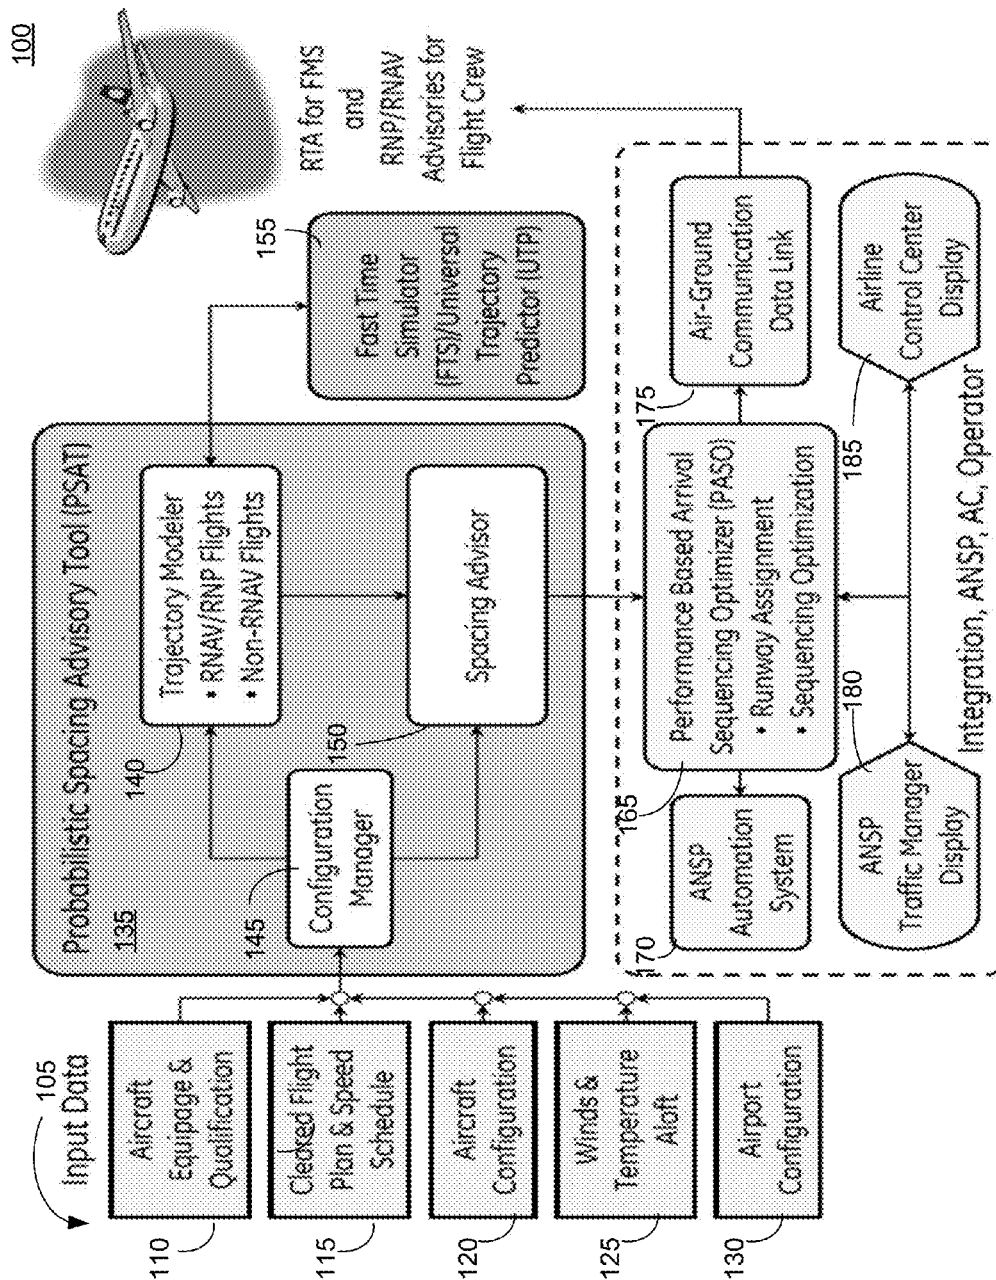 100
105
Input Data
110
Aircraft
Equipage &
Qualification
115
Cleaked Flight
Plan & Speed
Schedule
120
Aircraft
Configuration
125
Winds &
Temperature
Alaft
130
Airport
Configuration
Probabilistic Spacing Advisory Tool (PSAT)
135
145
Configuration
Manager
140
Trajectory Modeler
• RNAV/RNP Flights
• Non-RNAV Flights
150
Spacing Advisor
155
Fast Time
Simulator
(FTS)/Universal
Trajectory
Predictor (UTP)
RTA for FMS
and
RNP/RNAV
Advisories for
Flight Crew
165
Performance Based Arrival
Sequencing Optimizer (PASO)
• Runway Assignment
• Sequencing Optimization
170
ANSP
Automation
System
175
Air-Ground
Communication
Data Link
180
ANSP
Traffic Manager
Display
185
Airline
Control Center
Display
Integration, ANSP, AC, Operator